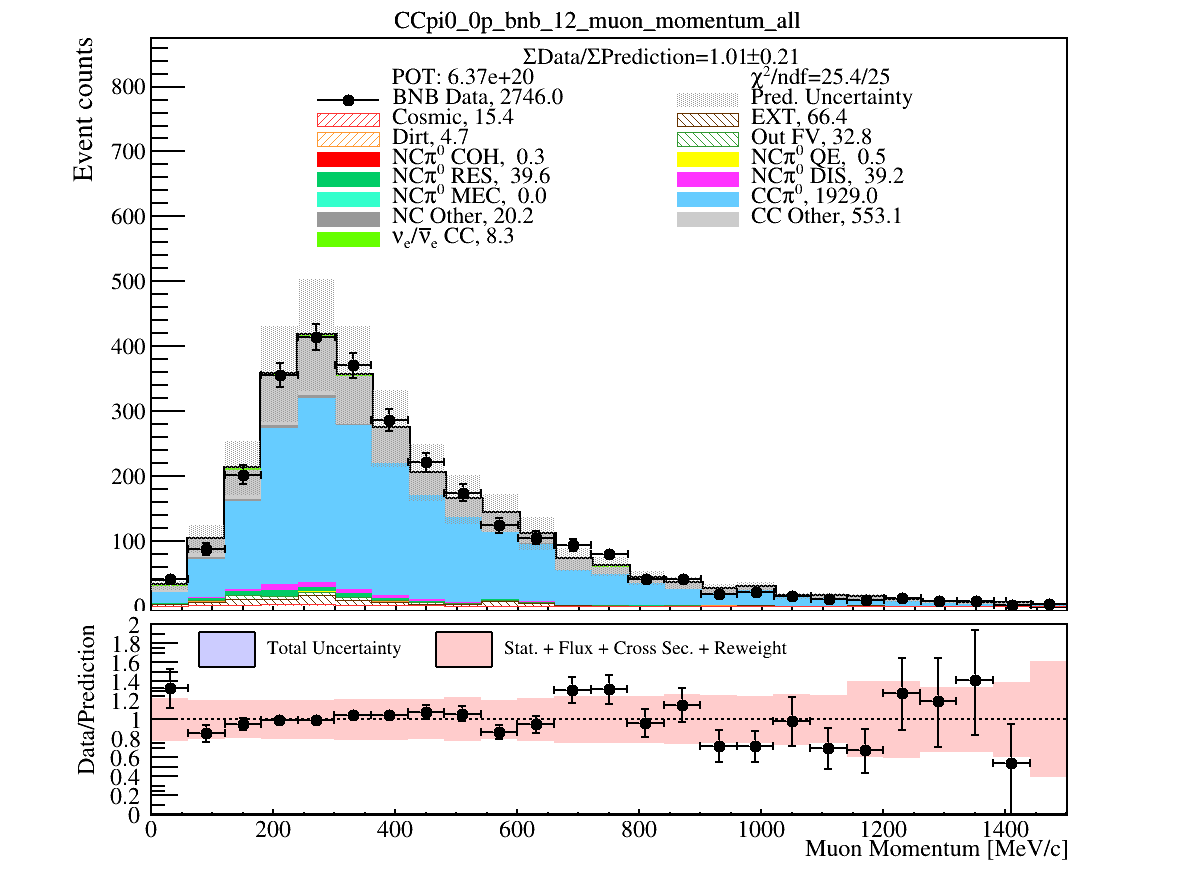 CCpi0_0p_bnb_12_muon_momentum_all
ΣData/ΣPrediction=1.01±0.21
POT: 6.37e+20 χ²/ndf=25.4/25
BNB Data, 2746.0 Pred. Uncertainty
Cosmic, 15.4 EXT, 66.4
Dirt, 4.7 Out FV, 32.8
NCπ⁰ COH, 0.3 NCπ⁰ QE, 0.5
NCπ⁰ RES, 39.6 NCπ⁰ DIS, 39.2
NCπ⁰ MEC, 0.0 CCπ⁰, 1929.0
NC Other, 20.2 CC Other, 553.1
νₑ/ν̅ₑ CC, 8.3
Event counts
800
700
600
500
400
300
200
100
0
Total Uncertainty Stat. + Flux + Cross Sec. + Reweight
Data/Prediction
2
1.8
1.6
1.4
1.2
1
0.8
0.6
0.4
0.2
0
0 200 400 600 800 1000 1200 1400
Muon Momentum [MeV/c]